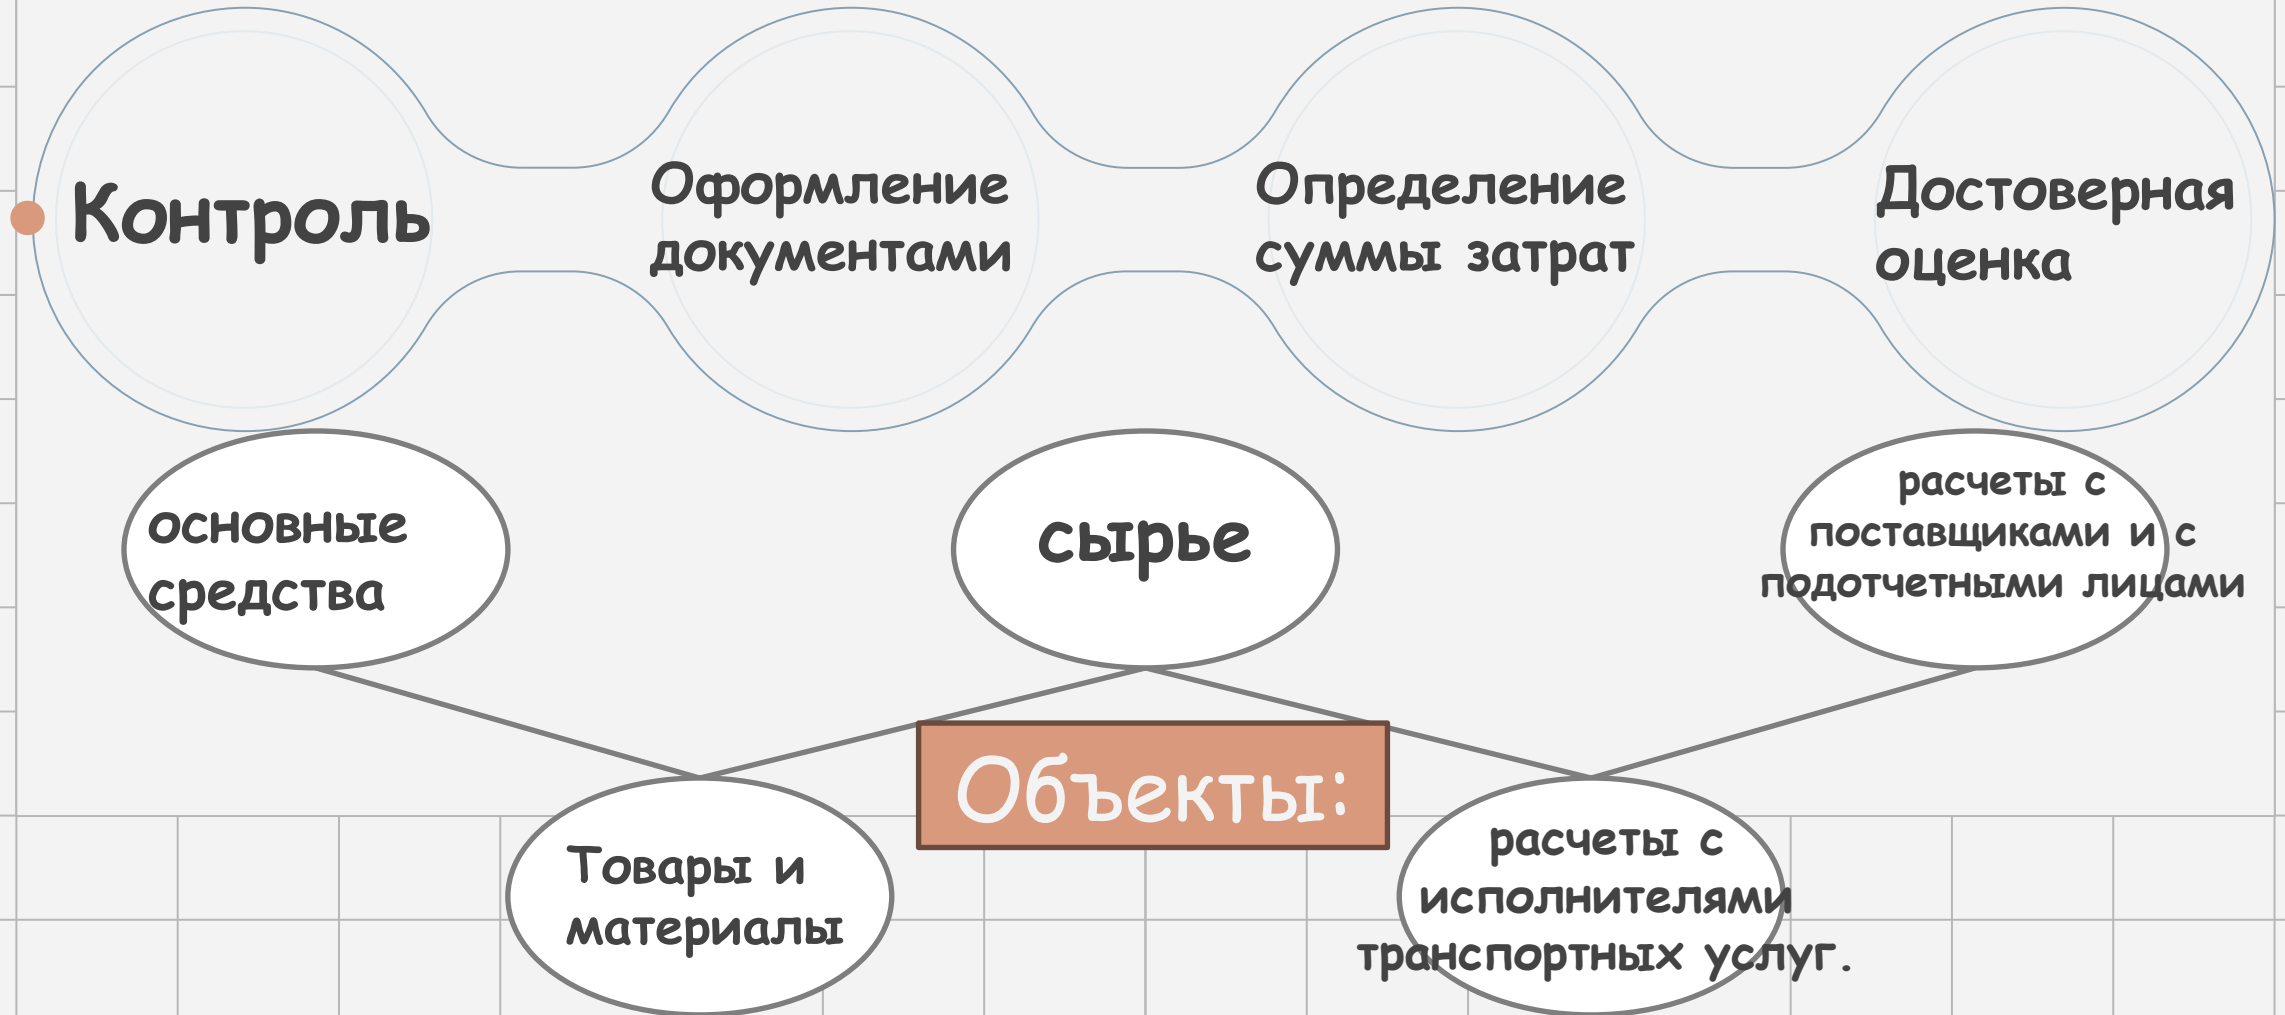 Контроль
Оформление
документами
Определение
суммы затрат
Достоверная
оценка
основные
средства
сырье
расчеты с
поставщиками и с
подотчетными лицами
Объекты:
Товары и
материалы
расчеты с
исполнителями
транспортных услуг.